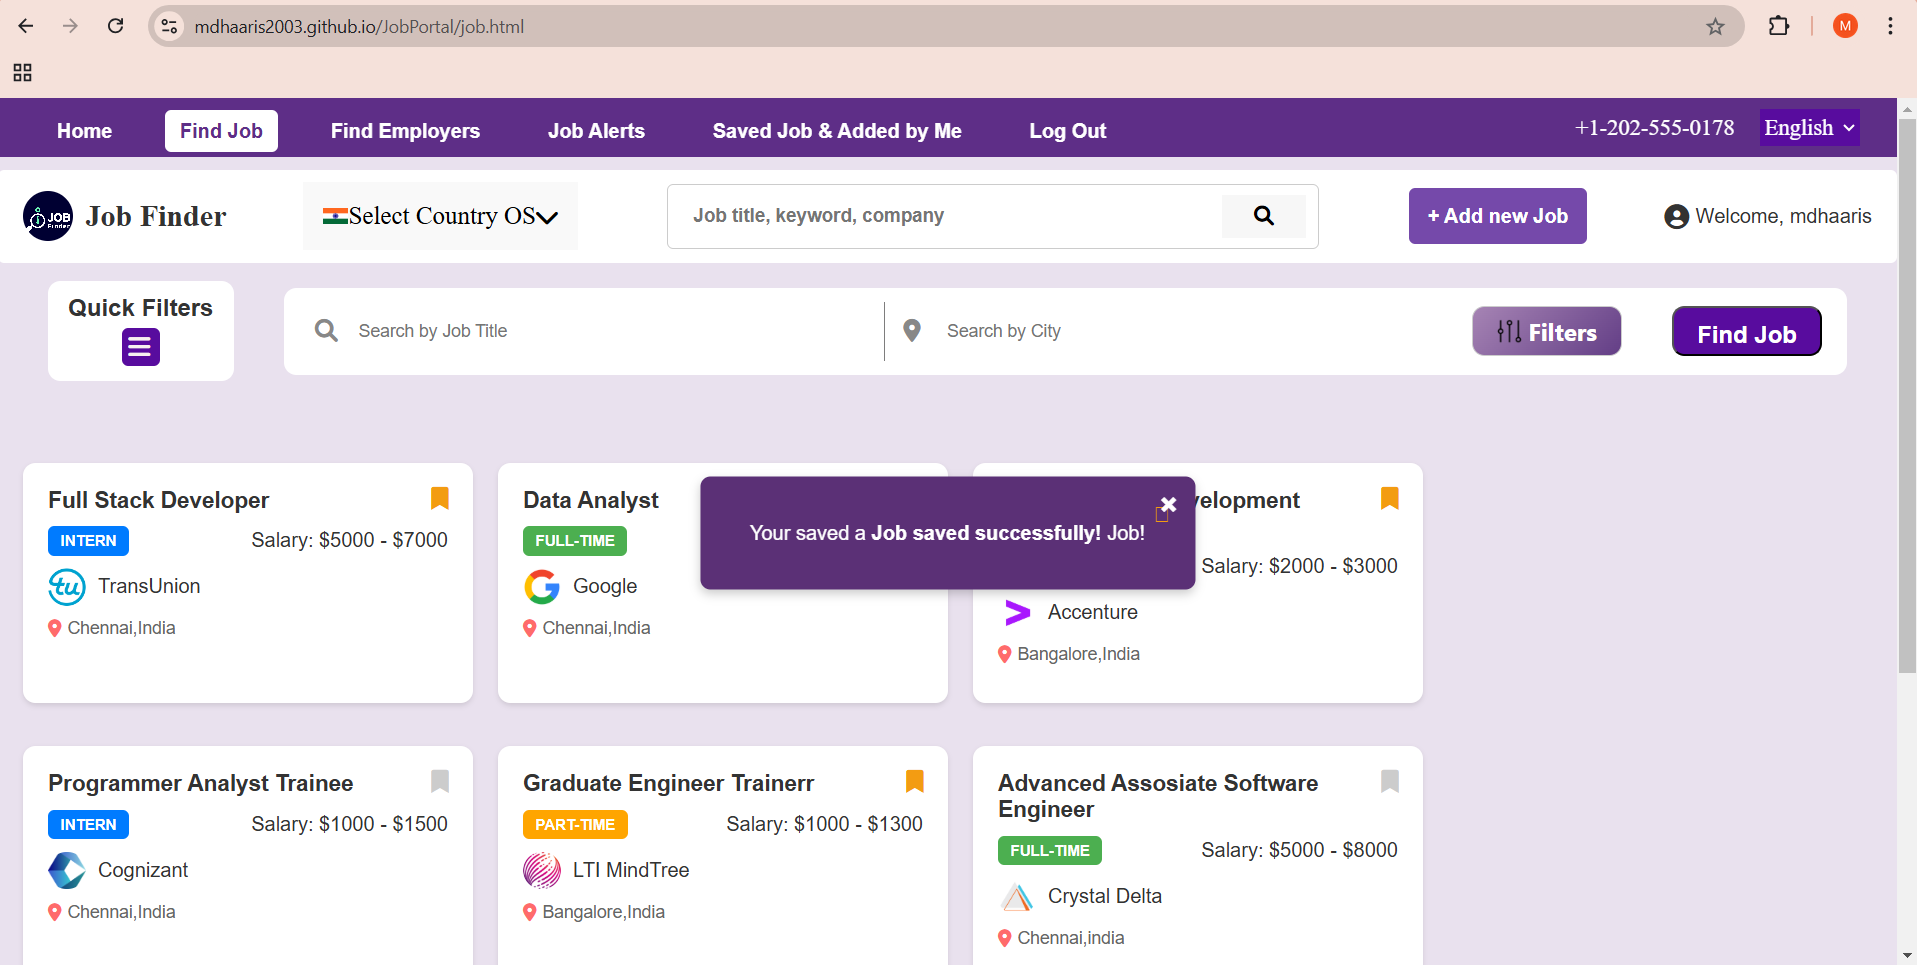 mdhaaris2003.github.io/JobPortal/job.html
M
Home Find Job Find Employers Job Alerts Saved Job & Added by Me Log Out +1-202-555-0178 English
JOB Finder Job Finder Select Country OS Job title, keyword, company + Add new Job Welcome, mdhaaris
Quick Filters
Search by Job Title Search by City Filters Find Job
Full Stack Developer
INTERN Salary: $5000 - $7000
tu TransUnion
Chennai,India
Data Analyst
FULL-TIME
Google
Chennai,India
velopment
Salary: $2000 - $3000
Accenture
Bangalore,India
Your saved a Job saved successfully! Job!
Programmer Analyst Trainee
INTERN Salary: $1000 - $1500
Cognizant
Chennai,India
Graduate Engineer Trainerr
PART-TIME Salary: $1000 - $1300
LTI MindTree
Bangalore,India
Advanced Assosiate Software
Engineer
FULL-TIME Salary: $5000 - $8000
Crystal Delta
Chennai,india